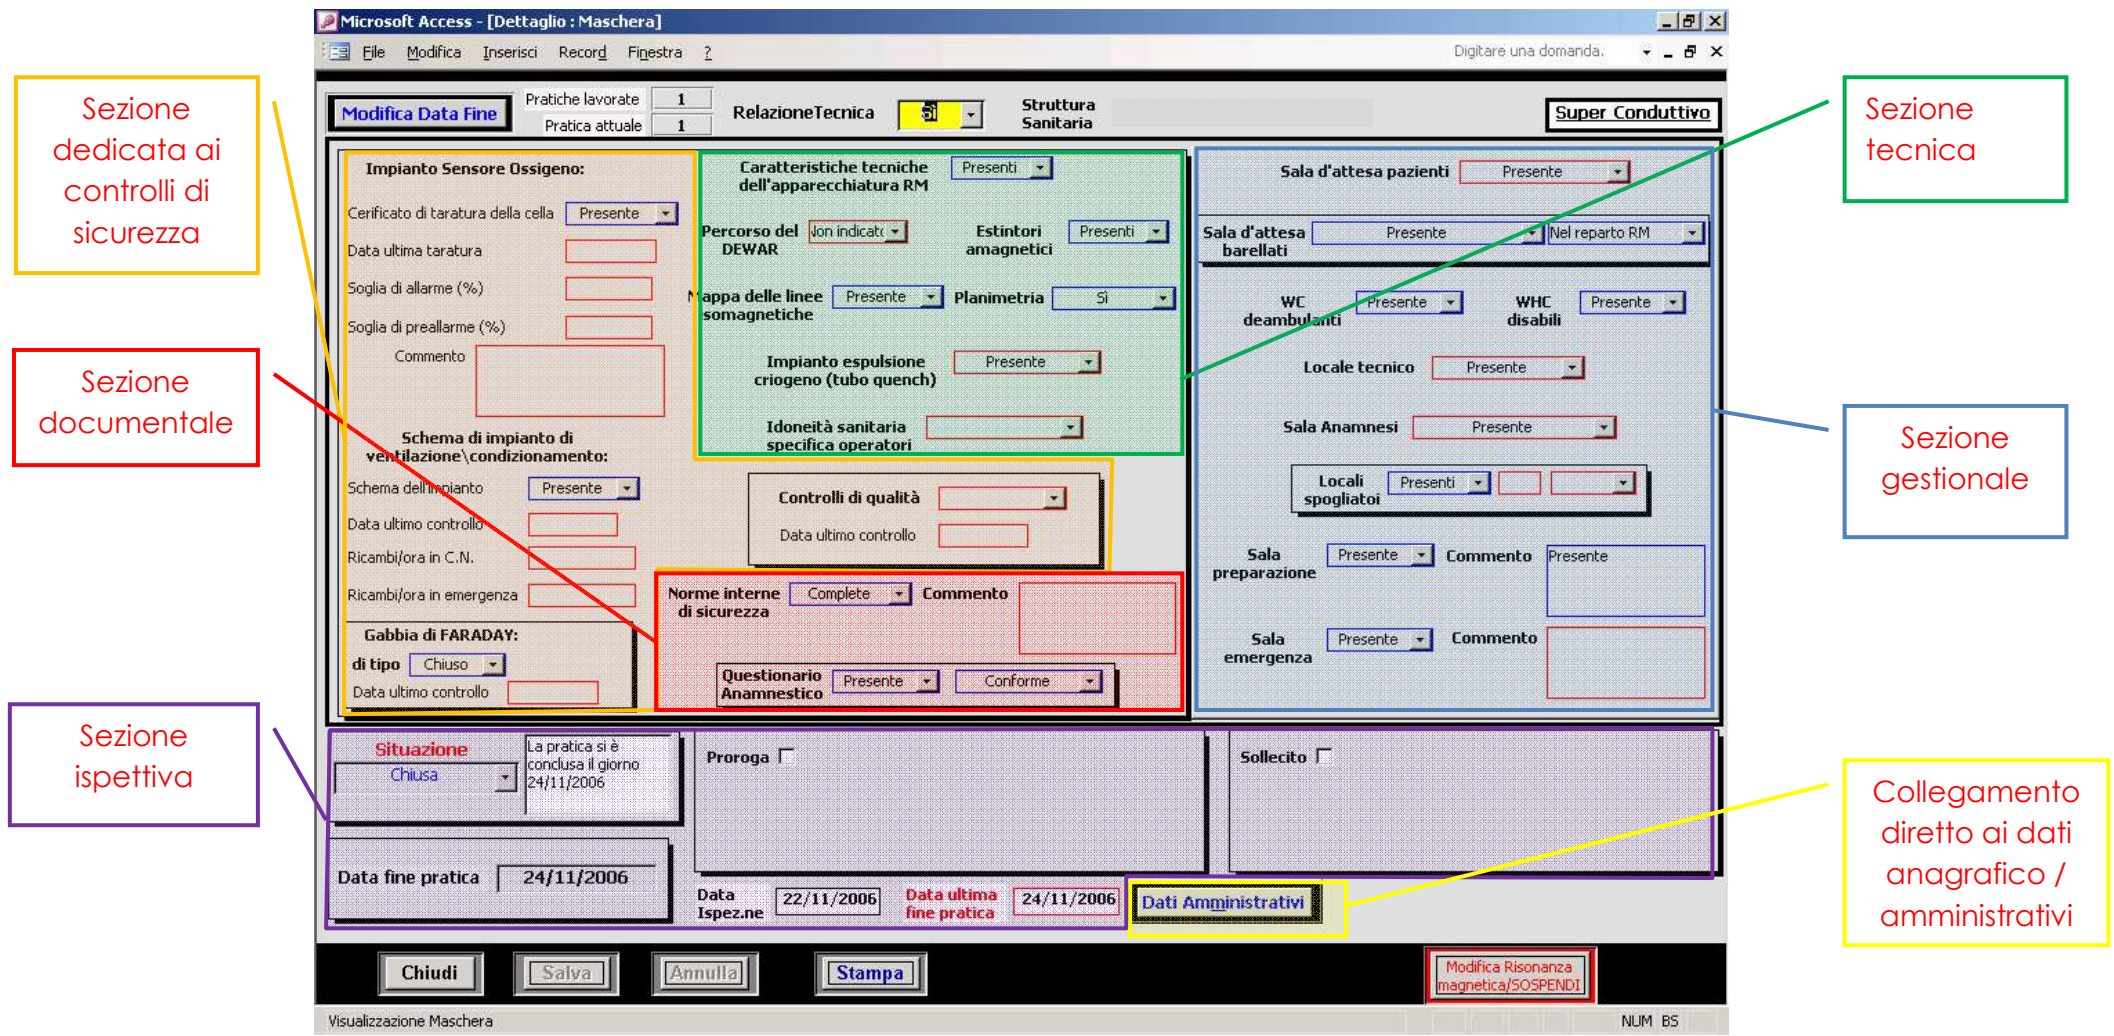 Microsoft Access - [Dettaglio : Maschera]
File Modifica Inserisci Record Finestra ?
Digitare una domanda.
Modifica Data Fine
Pratiche lavorate 1
Pratica attuale 1
RelazioneTecnica Sì
Struttura
Sanitaria
Super Conduttivo
Sezione
dedicata ai
controlli di
sicurezza
Sezione
documentale
Sezione
ispettiva
Impianto Sensore Ossigeno:
Cerificato di taratura della cella Presente
Data ultima taratura
Soglia di allarme (%)
Soglia di preallarme (%)
Commento
Schema di impianto di
ventilazione\condizionamento:
Schema dell'impianto Presente
Data ultimo controllo
Ricambi/ora in C.N.
Ricambi/ora in emergenza
Gabbia di FARADAY:
di tipo Chiuso
Data ultimo controllo
Caratteristiche tecniche
dell'apparecchiatura RM
Presenti
Percorso del
DEWAR
Estintori
amagnetici
Presenti
Mappa delle linee
somagnetiche
Presente
Planimetria Sì
Impianto espulsione
criogeno (tubo quench)
Presente
Idoneità sanitaria
specifica operatori
Controlli di qualità
Data ultimo controllo
Norme interne
di sicurezza
Complete
Commento
Questionario
Anamnestico
Presente
Conforme
Sala d'attesa pazienti Presente
Sala d'attesa
barellati
Presente
Nel reparto RM
WC
deambulanti
Presente
WHC
disabili
Presente
Locale tecnico Presente
Sala Anamnesi Presente
Locali
spogliatoi
Presenti
Sala
preparazione
Presente
Commento
Presente
Sala
emergenza
Presente
Commento
Situazione
Chiusa
La pratica si è
conclusa il giorno
24/11/2006
Proroga
Sollecito
Data fine pratica 24/11/2006
Data
Ispez.ne
22/11/2006
Data ultima
fine pratica
24/11/2006
Dati Amministrativi
Chiudi Salva Annulla Stampa
Modifica Risonanza
magnetica/SOSPENDI
Visualizzazione Maschera
NUM BS
Sezione
tecnica
Sezione
gestionale
Collegamento
diretto ai dati
anagrafico /
amministrativi